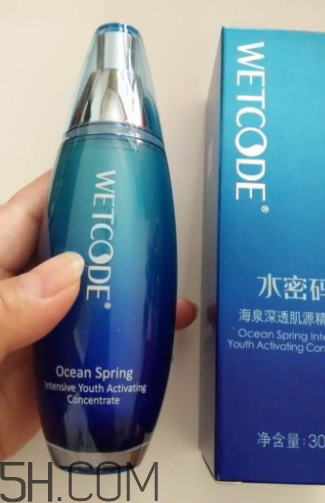 WETCODE®
Ocean Spring
Intensive Youth Activating
Concentrate
WETCODE®
水密码
海泉深透肌源精
Ocean Spring Inte
Youth Activating Con
净含量:30
5H.COM